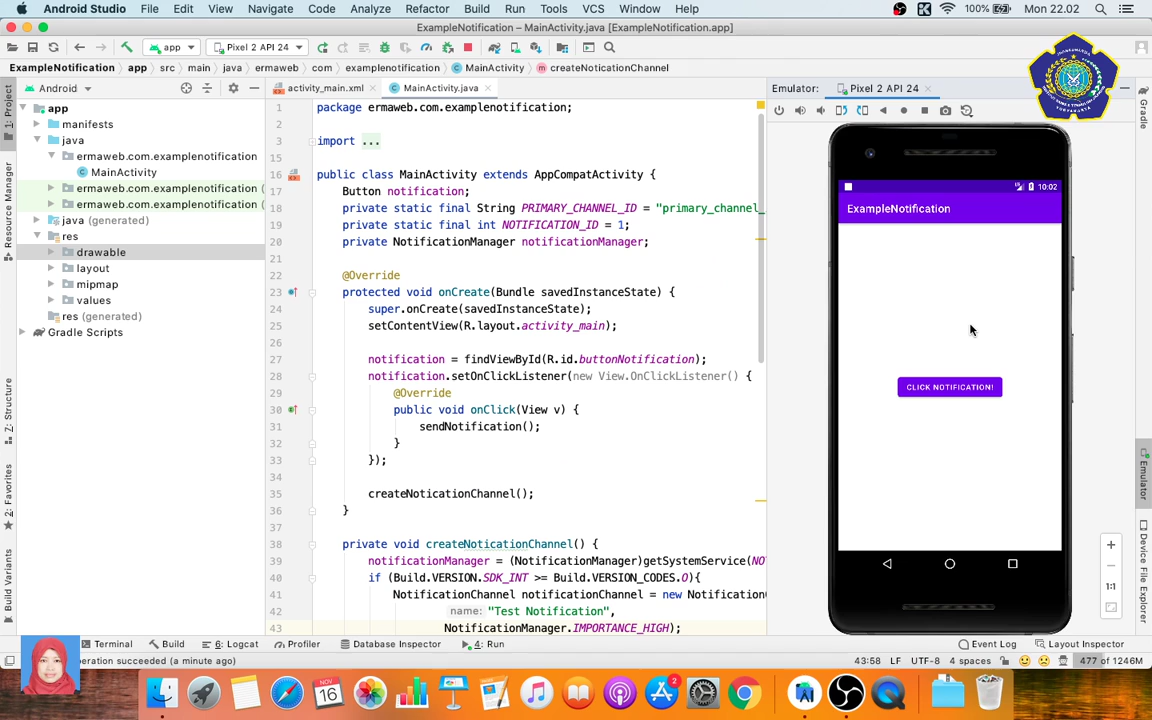 Android Studio File Edit View Navigate Code Analyze Refactor Build Run Tools VCS Window Help 100% Mon 22.02
ExampleNotification – MainActivity.java [ExampleNotification.app]
app Pixel 2 API 24
ExampleNotification app src main java ermaweb com examplenotification MainActivity createNoticationChannel
Android activity_main.xml MainActivity.java Emulator: Pixel 2 API 24
1: Project
Resource Manager
Z: Structure
2: Favorites
Build Variants
app
manifests
java
ermaweb.com.examplenotification
MainActivity
ermaweb.com.examplenotification (
ermaweb.com.examplenotification (
java (generated)
res
drawable
layout
mipmap
values
res (generated)
Gradle Scripts
1 package ermaweb.com.examplenotification;
2
3 import ...
15
16 public class MainActivity extends AppCompatActivity {
17 Button notification;
18 private static final String PRIMARY_CHANNEL_ID = "primary_channel_
19 private static final int NOTIFICATION_ID = 1;
20 private NotificationManager notificationManager;
21
22 @Override
23 protected void onCreate(Bundle savedInstanceState) {
24 super.onCreate(savedInstanceState);
25 setContentView(R.layout.activity_main);
26
27 notification = findViewById(R.id.buttonNotification);
28 notification.setOnClickListener(new View.OnClickListener() {
29 @Override
30 public void onClick(View v) {
31 sendNotification();
32 }
33 });
34
35 createNoticationChannel();
36 }
37
38 private void createNoticationChannel() {
39 notificationManager = (NotificationManager)getSystemService(NO
40 if (Build.VERSION.SDK_INT >= Build.VERSION_CODES.O){
41 NotificationChannel notificationChannel = new Notification
42 name: "Test Notification",
43 NotificationManager.IMPORTANCE_HIGH);
10:02
ExampleNotification
CLICK NOTIFICATION!
1:1
Gradle
Emulator
Device File Explorer
Terminal Build 6: Logcat Profiler Database Inspector 4: Run Event Log Layout Inspector
peration succeeded (a minute ago) 43:58 LF UTF-8 4 spaces 477 of 1246M
NOV
16
2